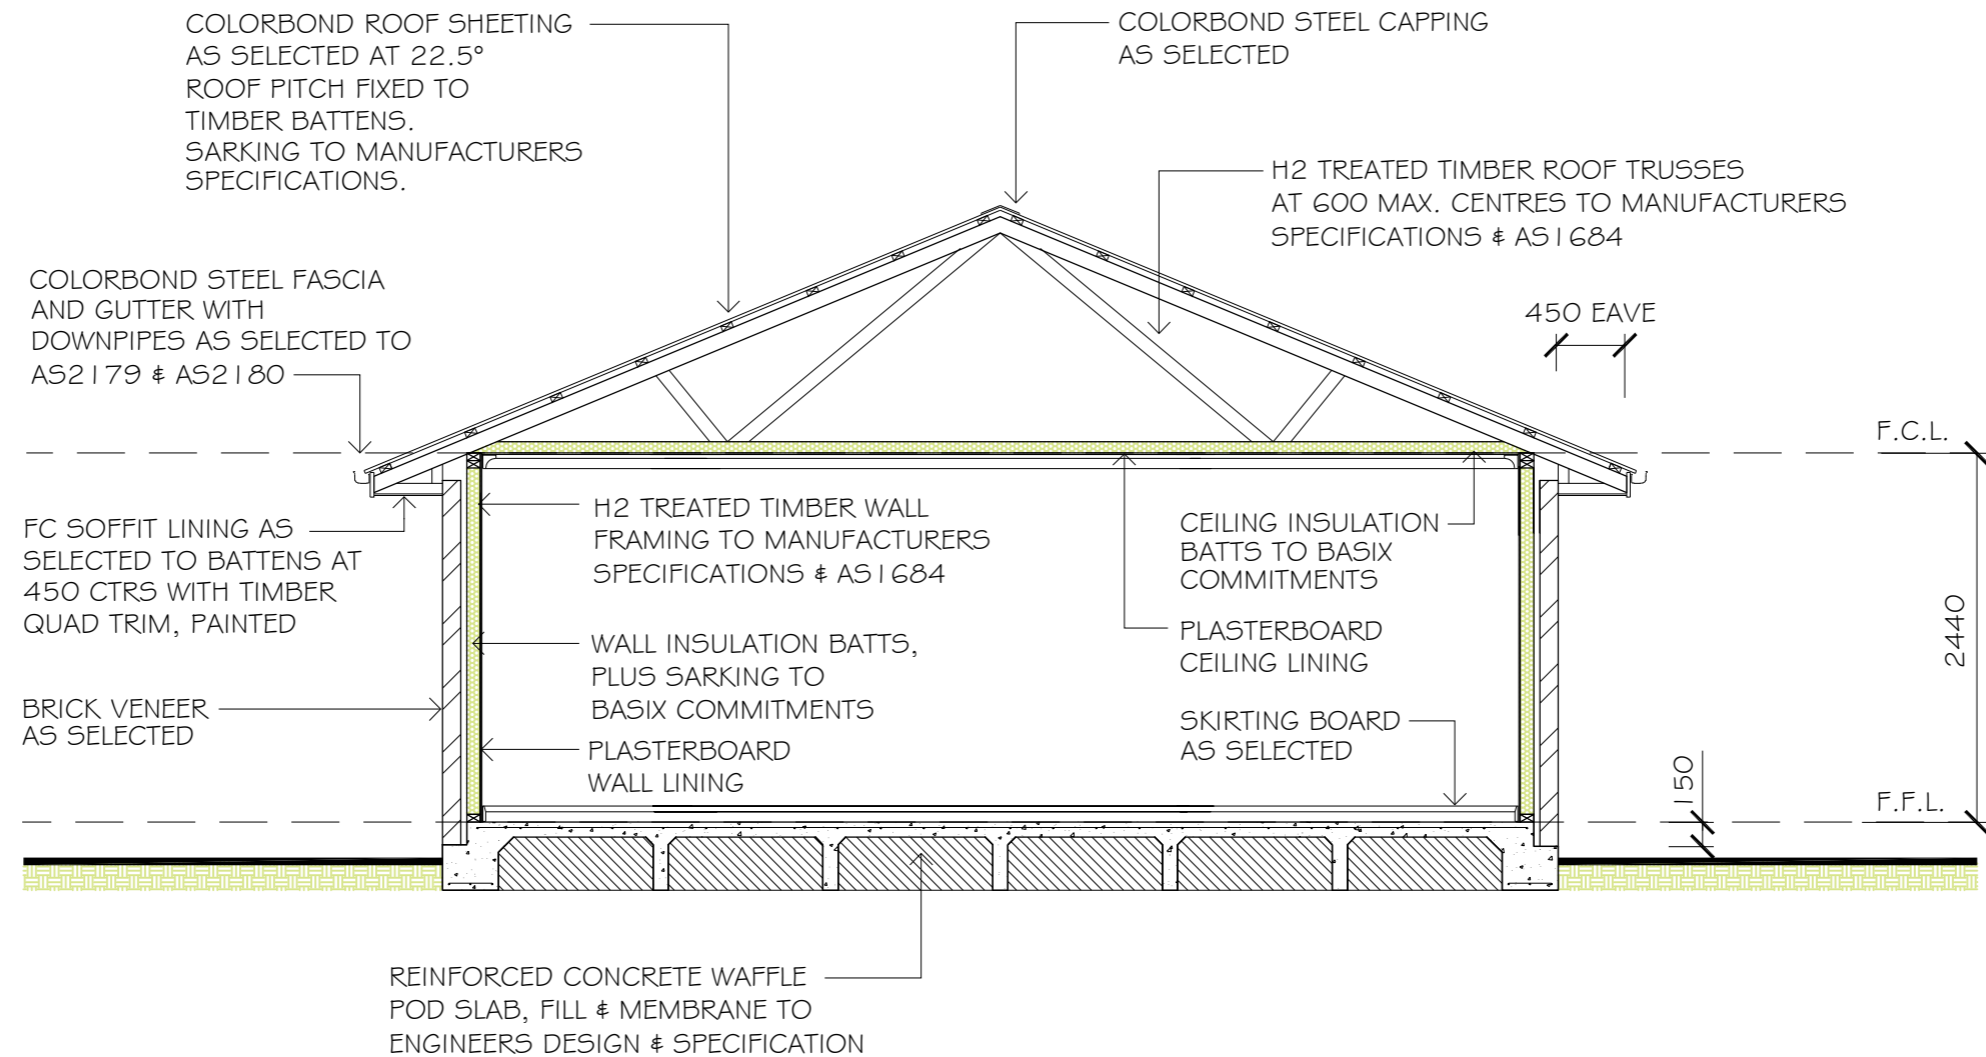 COLORBOND ROOF SHEETING
AS SELECTED AT 22.5°
ROOF PITCH FIXED TO
TIMBER BATTENS.
SARKING TO MANUFACTURERS
SPECIFICATIONS.
COLORBOND STEEL CAPPING
AS SELECTED
H2 TREATED TIMBER ROOF TRUSSES
AT 600 MAX. CENTRES TO MANUFACTURERS
SPECIFICATIONS & AS1684
COLORBOND STEEL FASCIA
AND GUTTER WITH
DOWNPIPES AS SELECTED TO
AS2179 & AS2180
450 EAVE
F.C.L.
FC SOFFIT LINING AS
SELECTED TO BATTENS AT
450 CTRS WITH TIMBER
QUAD TRIM, PAINTED
H2 TREATED TIMBER WALL
FRAMING TO MANUFACTURERS
SPECIFICATIONS & AS1684
CEILING INSULATION
BATTS TO BASIX
COMMITMENTS
WALL INSULATION BATTS,
PLUS SARKING TO
BASIX COMMITMENTS
PLASTERBOARD
CEILING LINING
2440
BRICK VENEER
AS SELECTED
SKIRTING BOARD
AS SELECTED
PLASTERBOARD
WALL LINING
150
F.F.L.
REINFORCED CONCRETE WAFFLE
POD SLAB, FILL & MEMBRANE TO
ENGINEERS DESIGN & SPECIFICATION